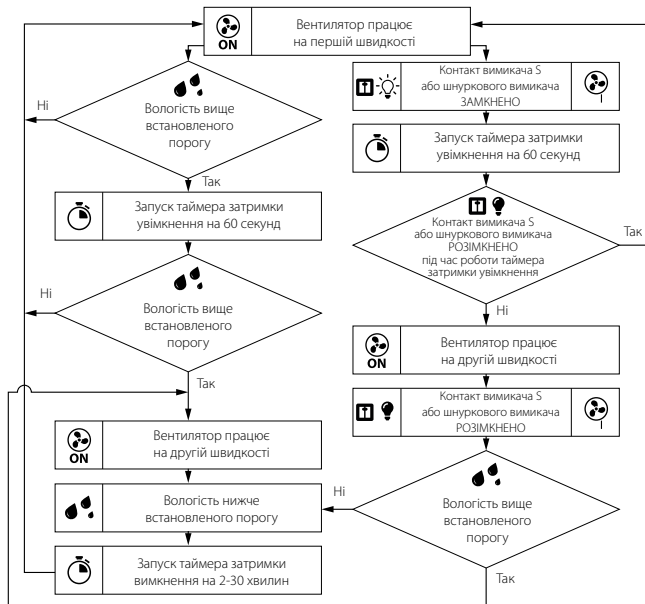 ON
Вентилятор працює
на першій швидкості
Ні
Вологість вище
встановленого
порогу
Так
Запуск таймера затримки
увімкнення на 60 секунд
Ні
Вологість вище
встановленого
порогу
Так
ON
Вентилятор працює
на другій швидкості
Вологість нижче
встановленого порогу
Запуск таймера затримки
вимкнення на 2-30 хвилин
Контакт вимикача S
або шнуркового вимикача
ЗАМКНЕНО
Запуск таймера затримки
увімкнення на 60 секунд
Контакт вимикача S
або шнуркового вимикача
РОЗІМКНЕНО
під час роботи таймера
затримки увімкнення
Так
Ні
ON
Вентилятор працює
на другій швидкості
Контакт вимикача S
або шнуркового вимикача
РОЗІМКНЕНО
Ні
Вологість вище
встановленого
порогу
Так